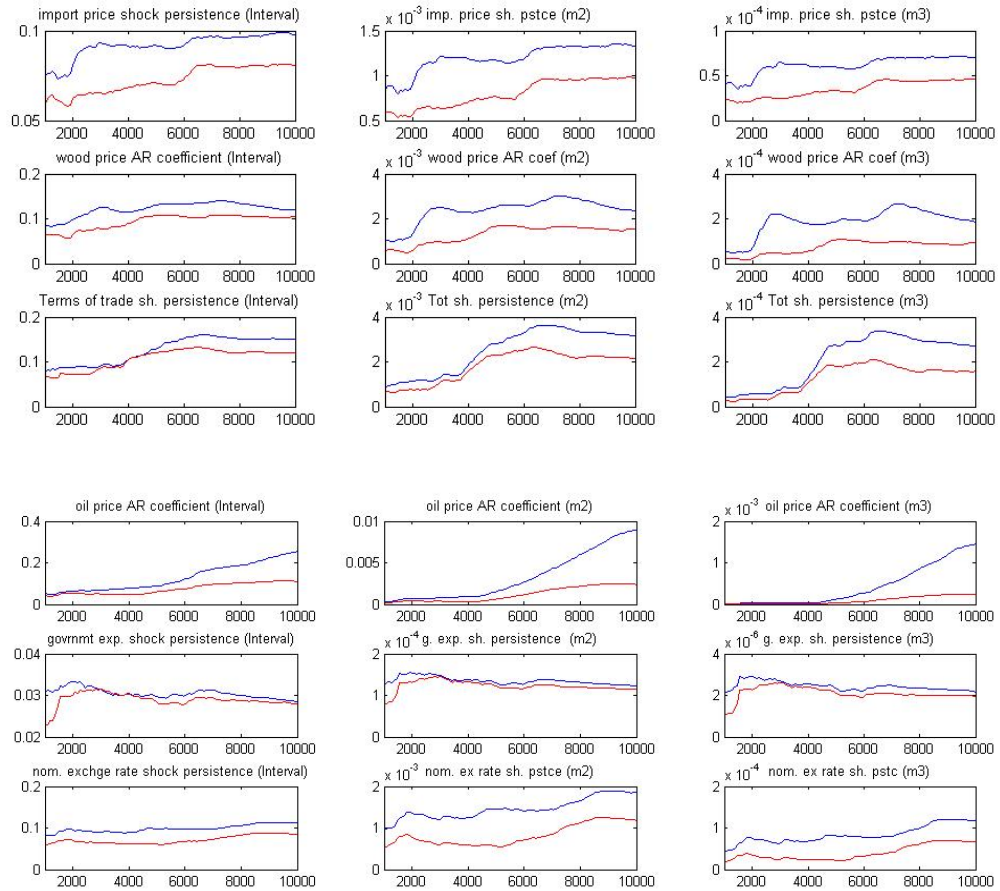 import price shock persistence (Interval)
0.1
0.05
2000 4000 6000 8000 10000
x 10-3 imp. price sh. pstce (m2)
1.5
1
0.5
2000 4000 6000 8000 10000
x 10-4 imp. price sh. pstce (m3)
1
0.5
0
2000 4000 6000 8000 10000
wood price AR coefficient (Interval)
0.2
0.1
0
2000 4000 6000 8000 10000
x 10-3 wood price AR coef (m2)
4
2
0
2000 4000 6000 8000 10000
x 10-4 wood price AR coef (m3)
4
2
0
2000 4000 6000 8000 10000
Terms of trade sh. persistence (Interval)
0.2
0.1
0
2000 4000 6000 8000 10000
x 10-3 Tot sh. persistence (m2)
4
2
0
2000 4000 6000 8000 10000
x 10-4 Tot sh. persistence (m3)
4
2
0
2000 4000 6000 8000 10000
oil price AR coefficient (Interval)
0.4
0.2
0
2000 4000 6000 8000 10000
oil price AR coefficient (m2)
0.01
0.005
0
2000 4000 6000 8000 10000
x 10-3 oil price AR coefficient (m3)
2
1
0
2000 4000 6000 8000 10000
govrnmt exp. shock persistence (Interval)
0.04
0.03
0.02
2000 4000 6000 8000 10000
x 10-4 g. exp. sh. persistence (m2)
2
1
0
2000 4000 6000 8000 10000
x 10-6 g. exp. sh. persistence (m3)
4
2
0
2000 4000 6000 8000 10000
nom. exchge rate shock persistence (Interval)
0.2
0.1
0
2000 4000 6000 8000 10000
x 10-3 nom. ex rate sh. pstce (m2)
2
1
0
2000 4000 6000 8000 10000
x 10-4 nom. ex rate sh. pstc (m3)
2
1
0
2000 4000 6000 8000 10000